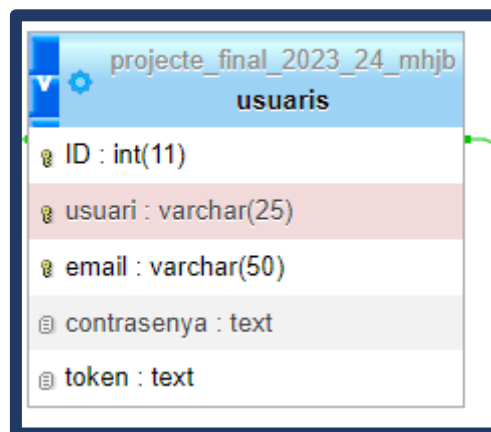 v projecte_final_2023_24_mhjb
usuaris
ID : int(11)
usuari : varchar(25)
email : varchar(50)
contrasenya : text
token : text